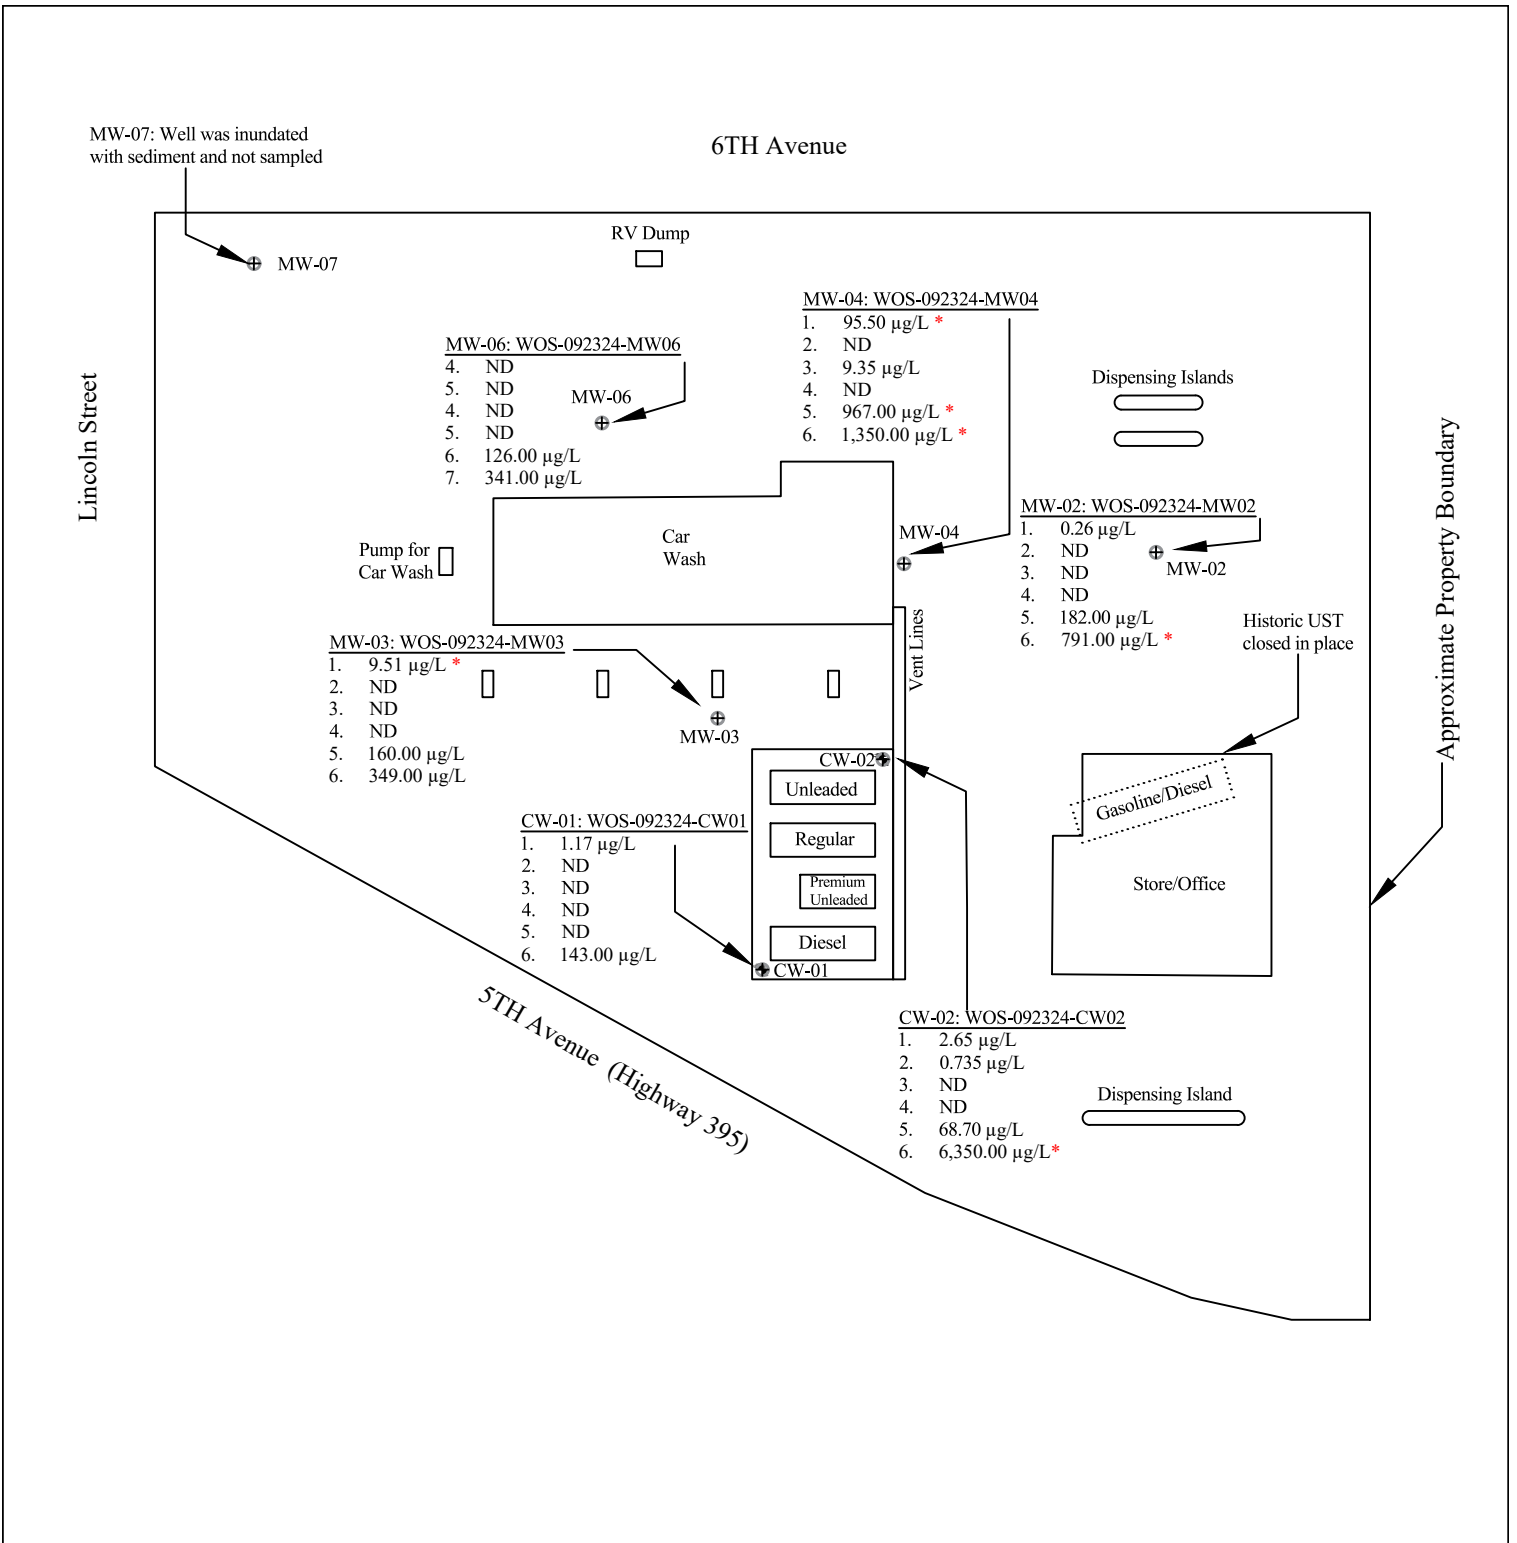 MW-07: Well was inundated
with sediment and not sampled
6TH Avenue
RV Dump
MW-07
MW-04: WOS-092324-MW04
1. 95.50 µg/L *
2. ND
3. 9.35 µg/L
4. ND
5. 967.00 µg/L *
6. 1,350.00 µg/L *
MW-06: WOS-092324-MW06
4. ND
5. ND
4. ND
5. ND
6. 126.00 µg/L
7. 341.00 µg/L
MW-06
Dispensing Islands
Lincoln Street
Approximate Property Boundary
MW-02: WOS-092324-MW02
1. 0.26 µg/L
2. ND
3. ND
4. ND
5. 182.00 µg/L
6. 791.00 µg/L *
MW-02
MW-04
Car
Wash
Pump for
Car Wash
Vent Lines
Historic UST
closed in place
MW-03: WOS-092324-MW03
1. 9.51 µg/L *
2. ND
3. ND
4. ND
5. 160.00 µg/L
6. 349.00 µg/L
MW-03
CW-02
Unleaded
Regular
Premium
Unleaded
Diesel
CW-01
Gasoline/Diesel
Store/Office
CW-01: WOS-092324-CW01
1. 1.17 µg/L
2. ND
3. ND
4. ND
5. ND
6. 143.00 µg/L
5TH Avenue (Highway 395)
CW-02: WOS-092324-CW02
1. 2.65 µg/L
2. 0.735 µg/L
3. ND
4. ND
5. 68.70 µg/L
6. 6,350.00 µg/L*
Dispensing Island